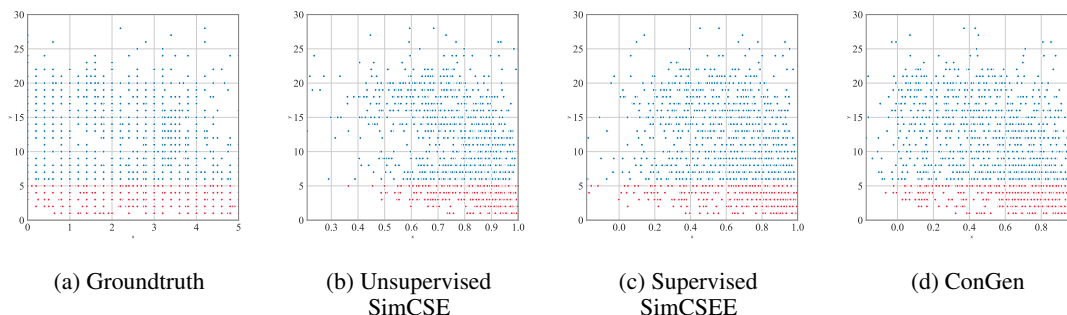 30
25
20
15
10
5
0
y
0 1 2 3 4 5
x
30
25
20
15
10
5
0
y
0.3 0.4 0.5 0.6 0.7 0.8 0.9 1.0
x
30
25
20
15
10
5
0
y
0.0 0.2 0.4 0.6 0.8 1.0
x
30
25
20
15
10
5
0
y
0.0 0.2 0.4 0.6 0.8
x
(a) Groundtruth
(b) Unsupervised
SimCSE
(c) Supervised
SimCSEE
(d) ConGen